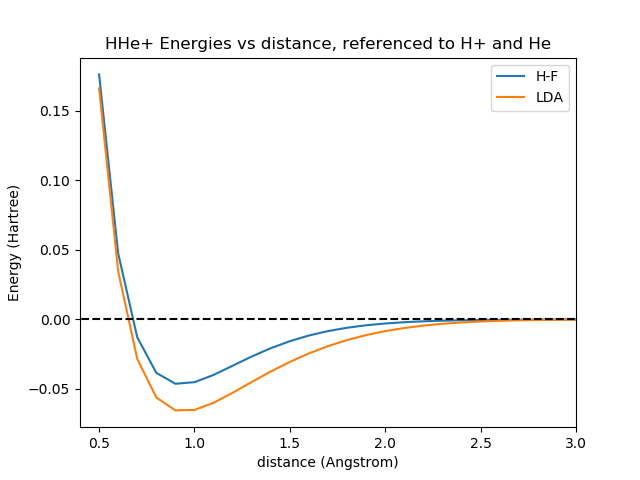 HHe+ Energies vs distance, referenced to H+ and He
H-F
LDA
Energy (Hartree)
0.15
0.10
0.05
0.00
−0.05
0.5 1.0 1.5 2.0 2.5 3.0
distance (Angstrom)